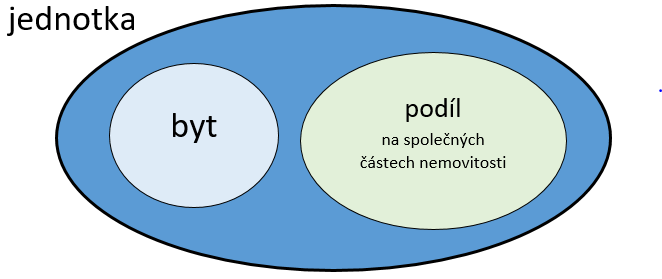 jednotka
byt
podíl
na společných
částech nemovitosti